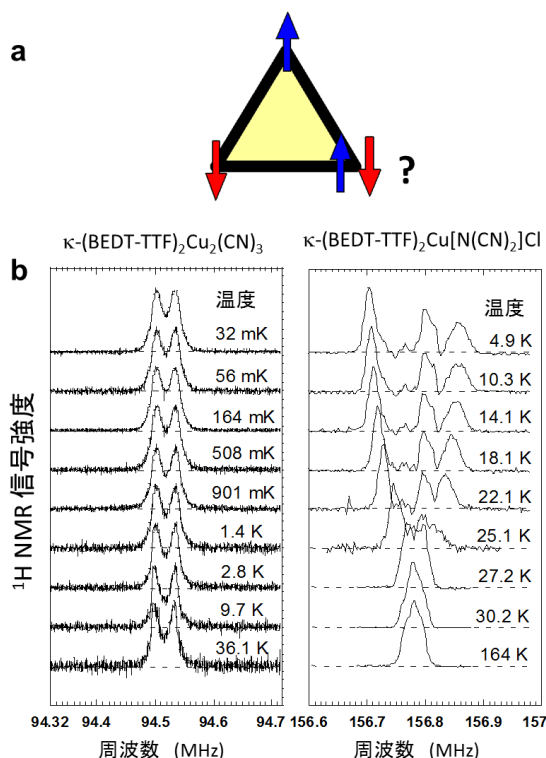 a
?
κ-(BEDT-TTF)₂Cu₂(CN)₃
κ-(BEDT-TTF)₂Cu[N(CN)₂]Cl
b
温度
32 mK
56 mK
164 mK
508 mK
901 mK
1.4 K
2.8 K
9.7 K
36.1 K
温度
4.9 K
10.3 K
14.1 K
18.1 K
22.1 K
25.1 K
27.2 K
30.2 K
164 K
¹H NMR 信号強度
94.32 94.4 94.5 94.6 94.7
156.6 156.7 156.8 156.9 157
周波数 (MHz)
周波数 (MHz)